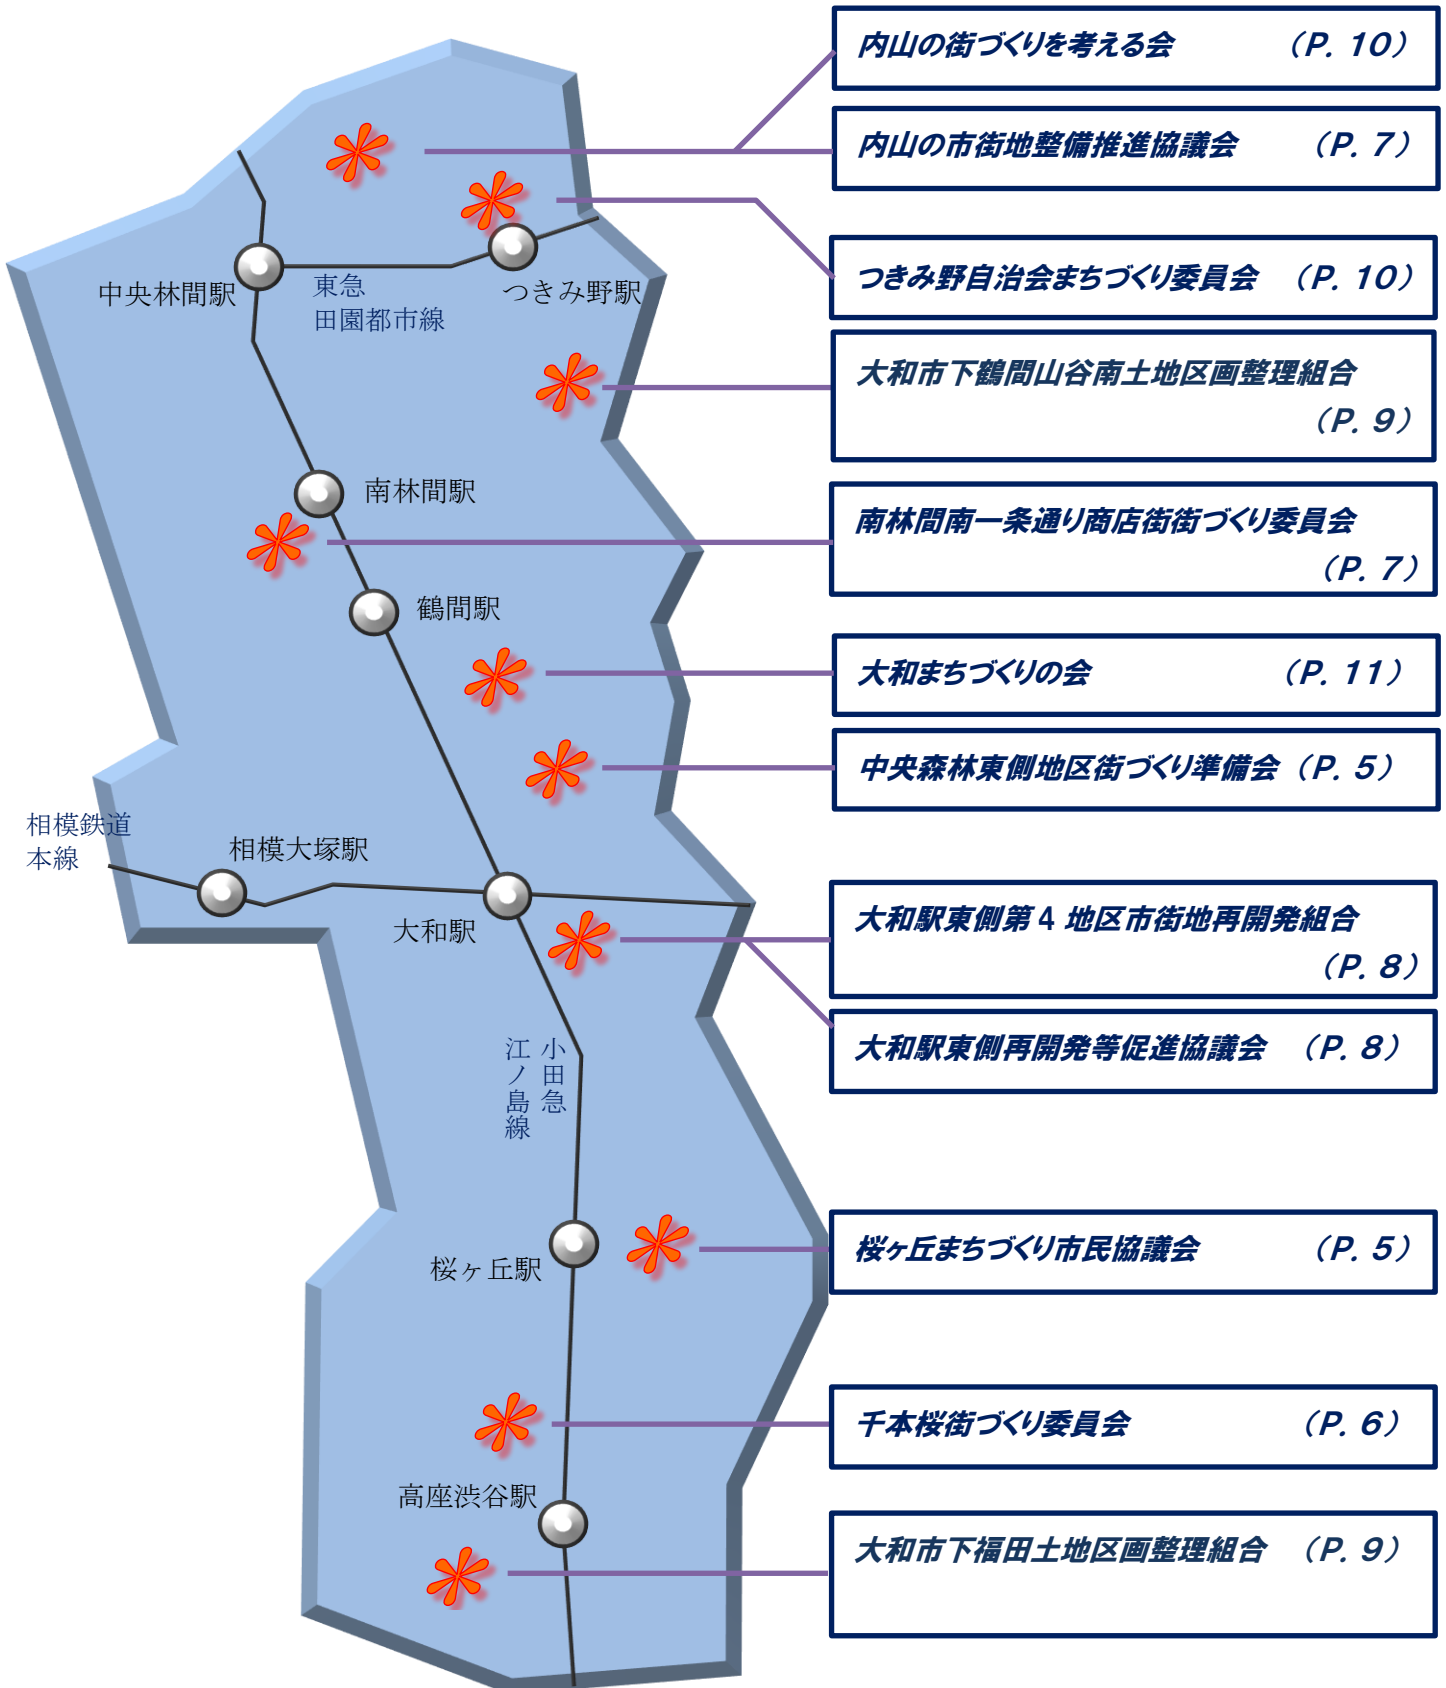 内山の街づくりを考える会 （P. 10）
内山の市街地整備推進協議会 （P. 7）
つきみ野自治会まちづくり委員会 （P. 10）
大和市下鶴間山谷南土地区画整理組合
（P. 9）
南林間南一条通り商店街街づくり委員会
（P. 7）
大和まちづくりの会 （P. 11）
中央森林東側地区街づくり準備会 （P. 5）
大和駅東側第4地区市街地再開発組合
（P. 8）
大和駅東側再開発等促進協議会 （P. 8）
桜ヶ丘まちづくり市民協議会 （P. 5）
千本桜街づくり委員会 （P. 6）
大和市下福田土地区画整理組合 （P. 9）
中央林間駅
東急
田園都市線
つきみ野駅
南林間駅
鶴間駅
相模鉄道
本線
相模大塚駅
大和駅
小田急
江ノ島線
桜ヶ丘駅
高座渋谷駅